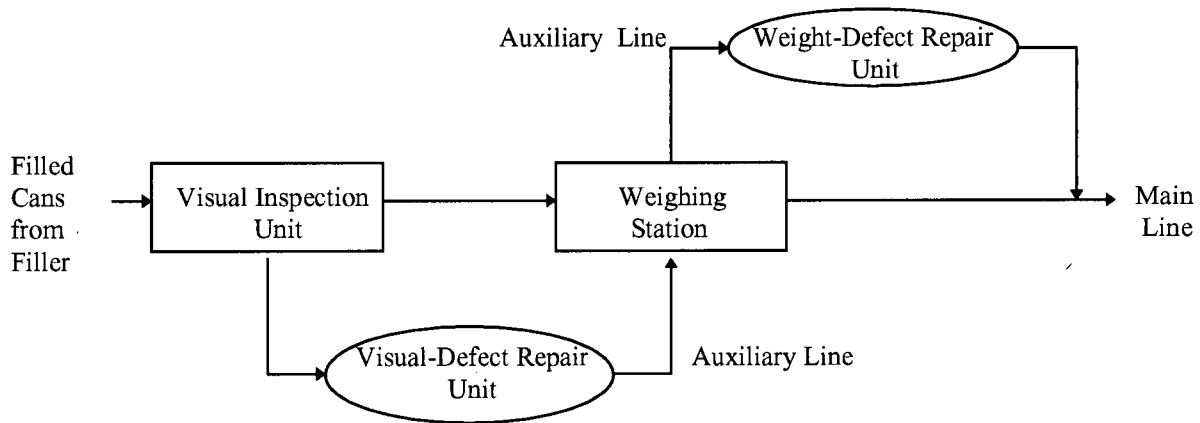 Auxiliary Line
Weight-Defect Repair
Unit
Filled
Cans
from
Filler
Visual Inspection
Unit
Weighing
Station
Main
Line
Visual-Defect Repair
Unit
Auxiliary Line